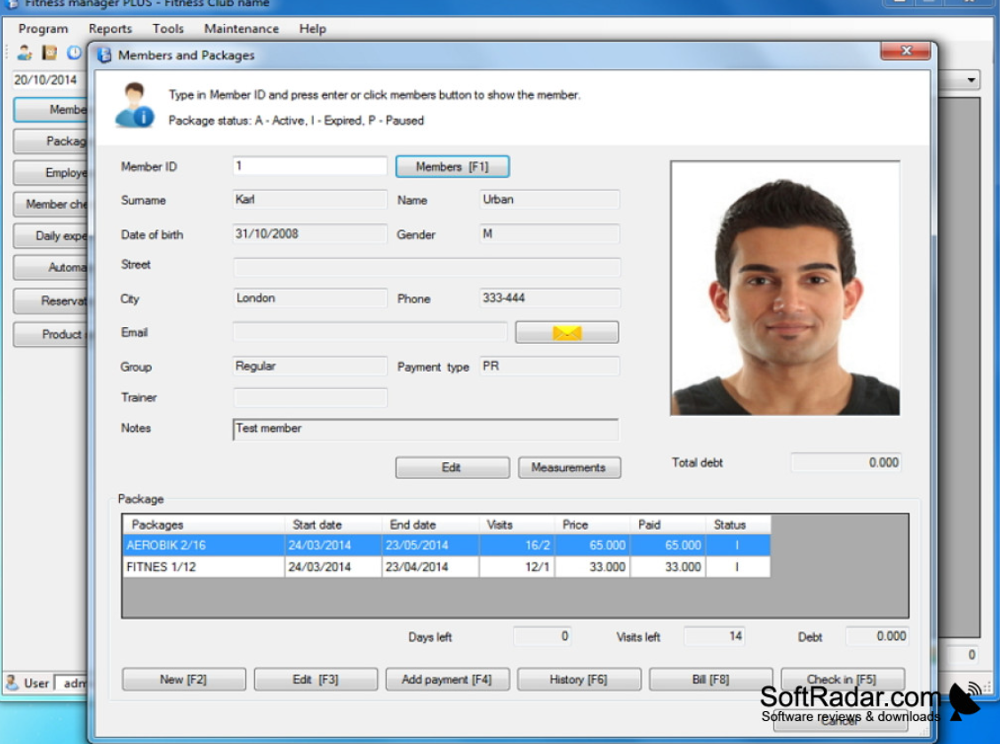 Fitness manager PLUS - Fitness Club name
Program Reports Tools Maintenance Help
20/10/2014
Membe
Packag
Employe
Member che
Daily expe
Automa
Reservat
Product
Members and Packages
Type in Member ID and press enter or click members button to show the member.
Package status: A - Active, I - Expired, P - Paused
Member ID 1 Members [F1]
Surname Karl Name Urban
Date of birth 31/10/2008 Gender M
Street
City London Phone 333-444
Email
Group Regular Payment type PR
Trainer
Notes Test member
Edit Measurements
Total debt 0.000
Package
Packages Start date End date Visits Price Paid Status
AEROBIK 2/16 24/03/2014 23/05/2014 16/2 65.000 65.000 I
FITNES 1/12 24/03/2014 23/04/2014 12/1 33.000 33.000 I
Days left 0 Visits left 14 Debt 0.000
0
New [F2] Edit [F3] Add payment [F4] History [F6] Bill [F8] Check in [F5]
User adm
SoftRadar.com
Software reviews & downloads
Cancel